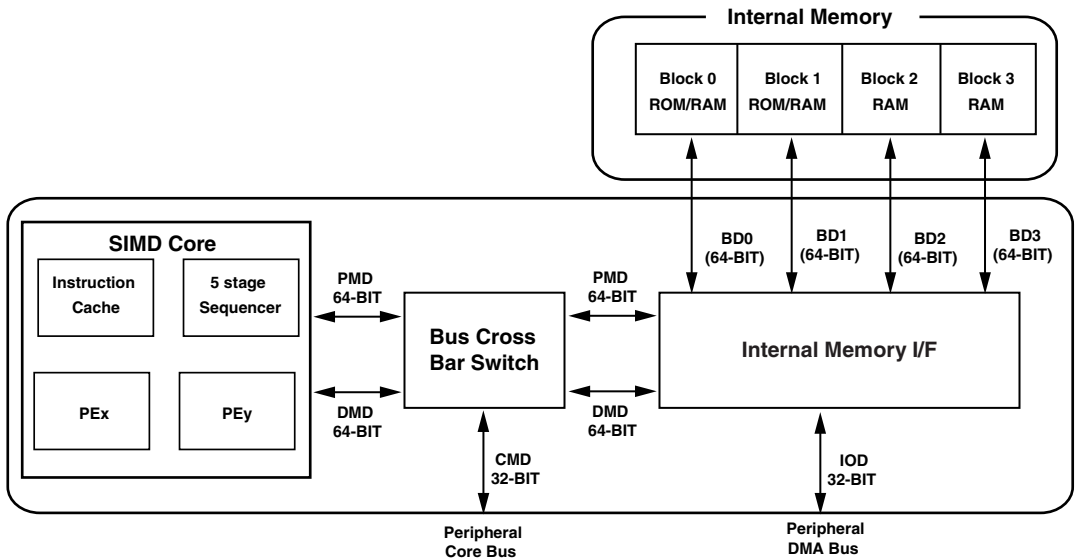 Internal Memory
Block 0
ROM/RAM
Block 1
ROM/RAM
Block 2
RAM
Block 3
RAM
BD0
(64-BIT)
BD1
(64-BIT)
BD2
(64-BIT)
BD3
(64-BIT)
SIMD Core
Instruction
Cache
5 stage
Sequencer
PEx
PEy
PMD
64-BIT
DMD
64-BIT
Bus Cross
Bar Switch
PMD
64-BIT
DMD
64-BIT
Internal Memory I/F
CMD
32-BIT
IOD
32-BIT
Peripheral
Core Bus
Peripheral
DMA Bus